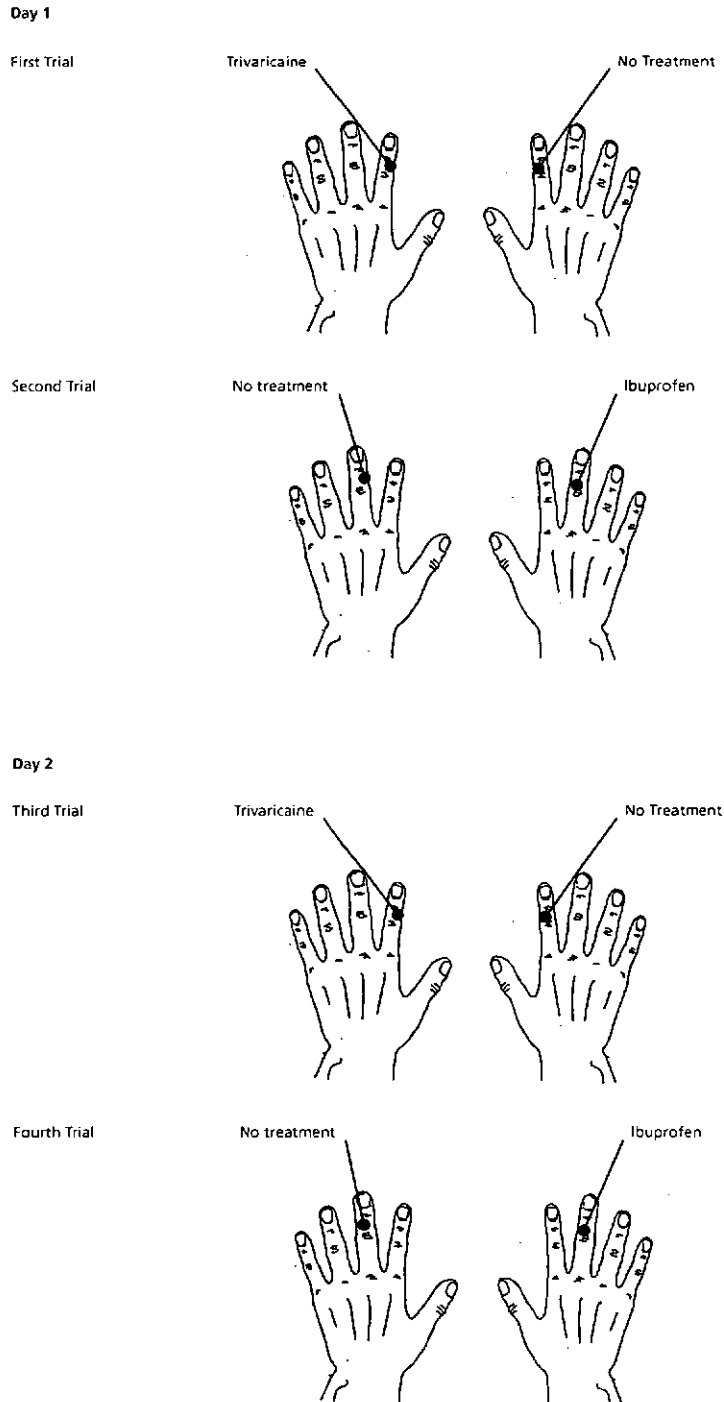 Day 1
First Trial Trivaricaine No Treatment
Second Trial No treatment Ibuprofen
Day 2
Third Trial Trivaricaine No Treatment
Fourth Trial No treatment Ibuprofen